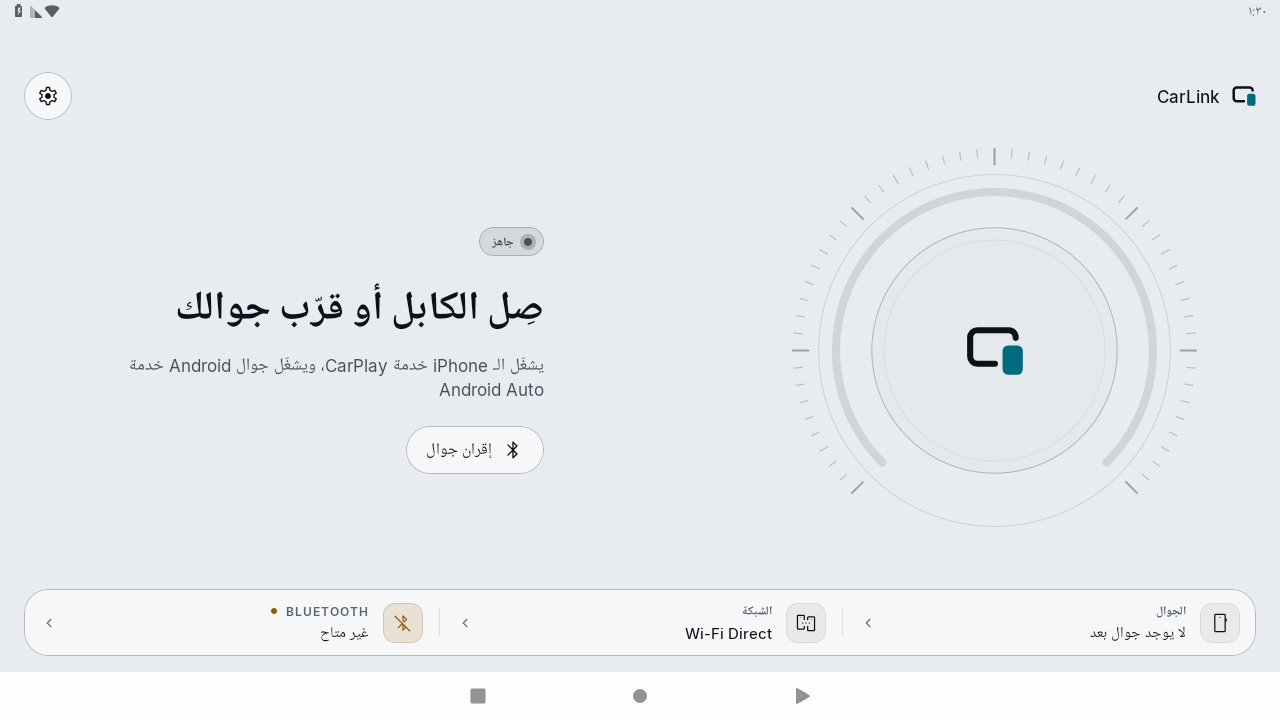 ١:٣٠
CarLink
جاهز
صِل الكابل أو قرّب جوالك
يشغّل الـ iPhone خدمة CarPlay، ويشغّل جوال Android خدمة
Android Auto
إقران جوال
الجوال
لا يوجد جوال بعد
الشبكة
Wi-Fi Direct
BLUETOOTH
غير متاح